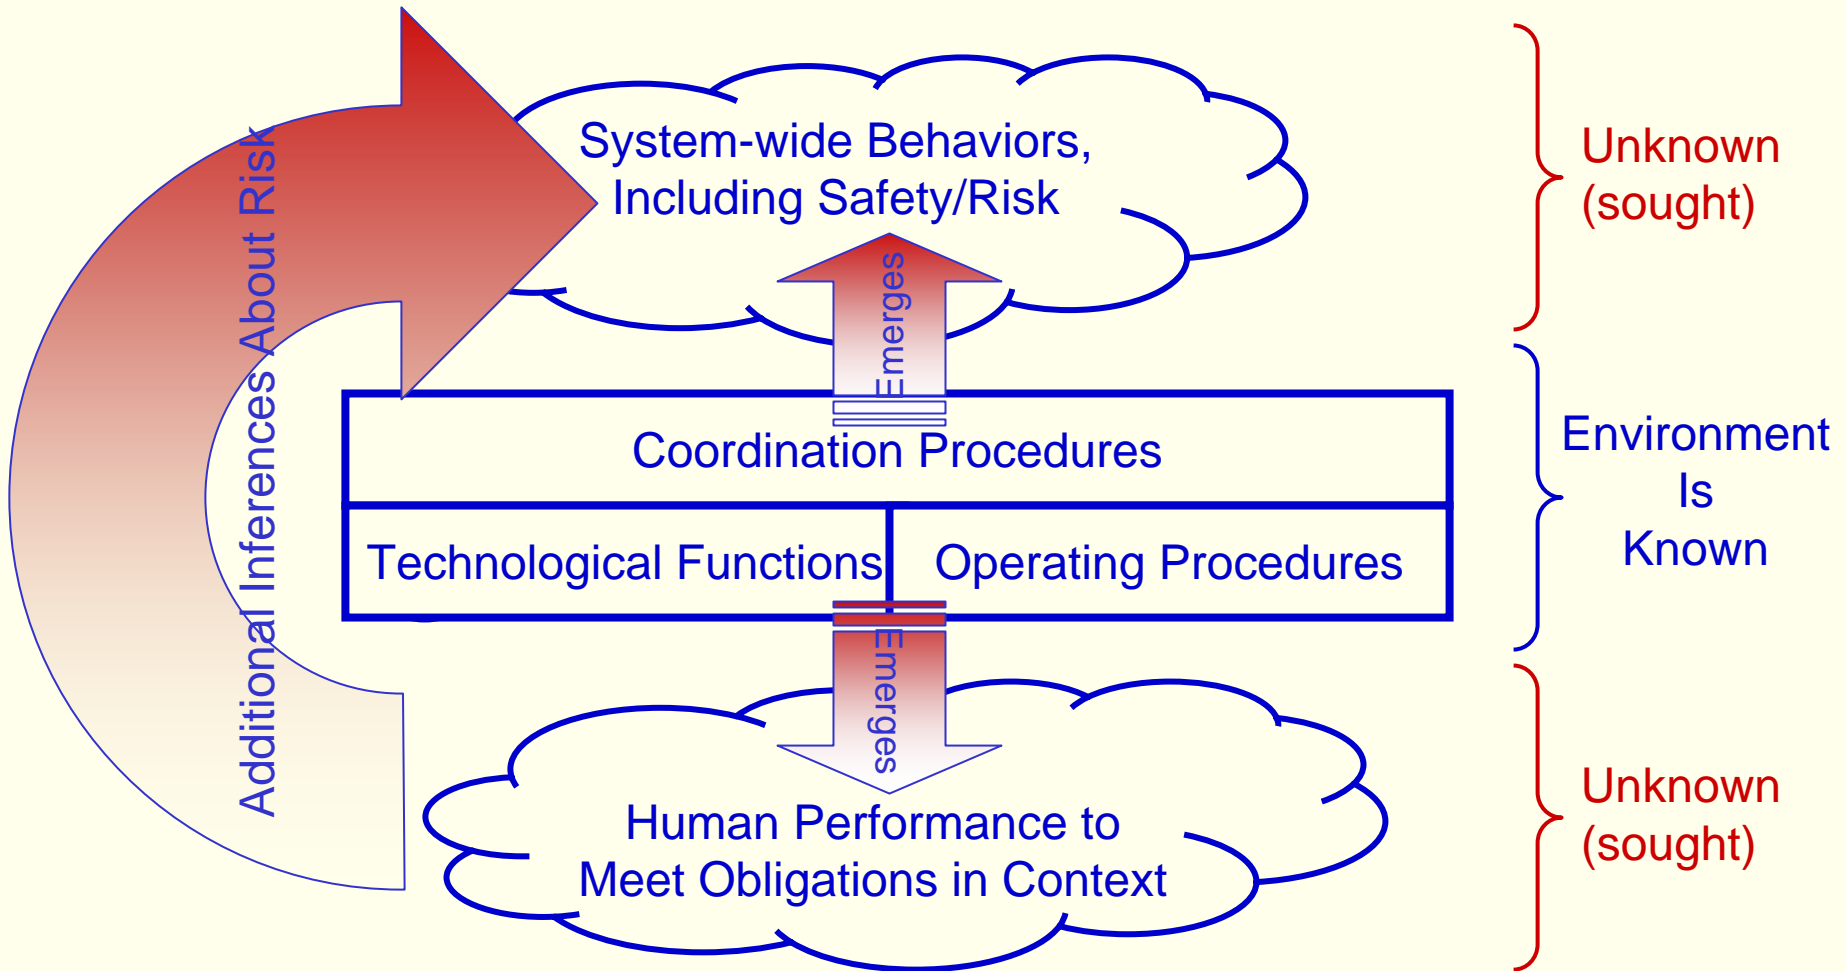 System-wide Behaviors,
Including Safety/Risk
Unknown
(sought)
Additional Inferences About Risk
Emerges
Coordination Procedures
Technological Functions
Operating Procedures
Environment
Is
Known
Emerges
Human Performance to
Meet Obligations in Context
Unknown
(sought)